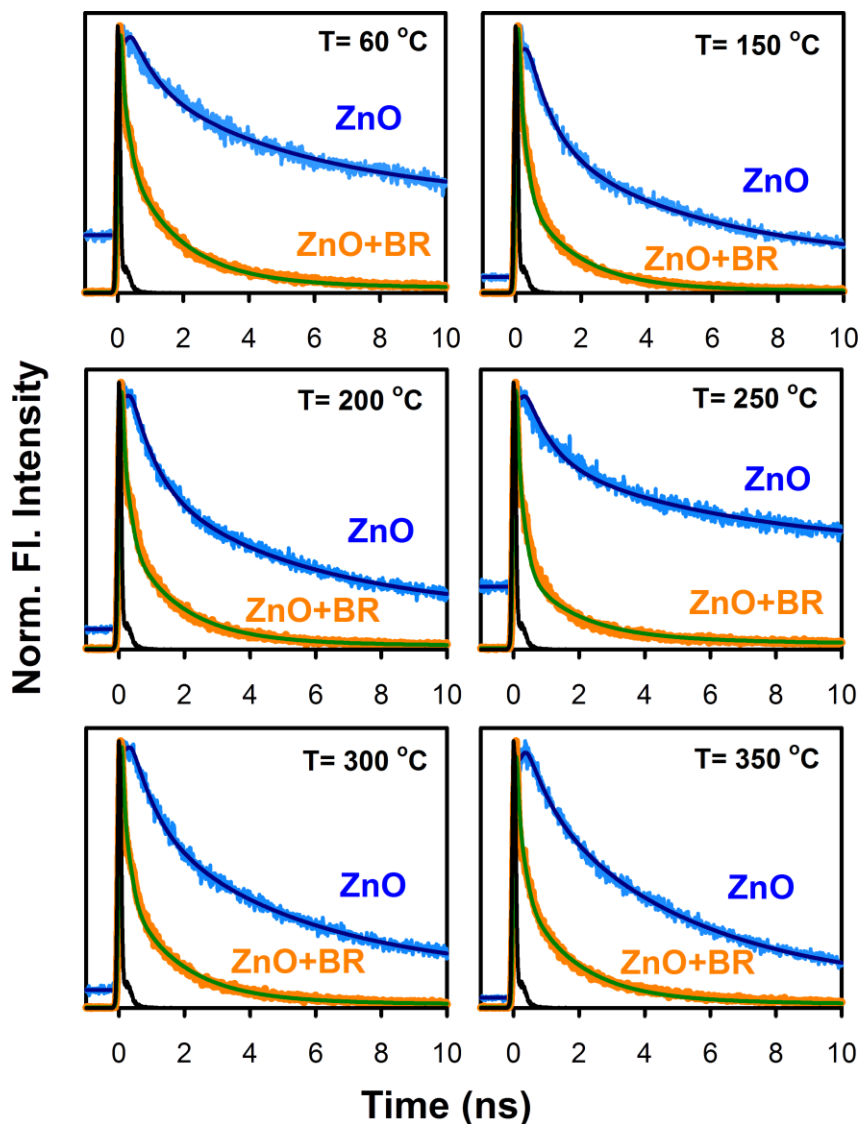 T= 60 °C
ZnO
ZnO+BR
0 2 4 6 8 10
T= 150 °C
ZnO
ZnO+BR
0 2 4 6 8 10
T= 200 °C
ZnO
ZnO+BR
0 2 4 6 8 10
T= 250 °C
ZnO
ZnO+BR
0 2 4 6 8 10
T= 300 °C
ZnO
ZnO+BR
0 2 4 6 8 10
T= 350 °C
ZnO
ZnO+BR
0 2 4 6 8 10
Norm. Fl. Intensity
Time (ns)